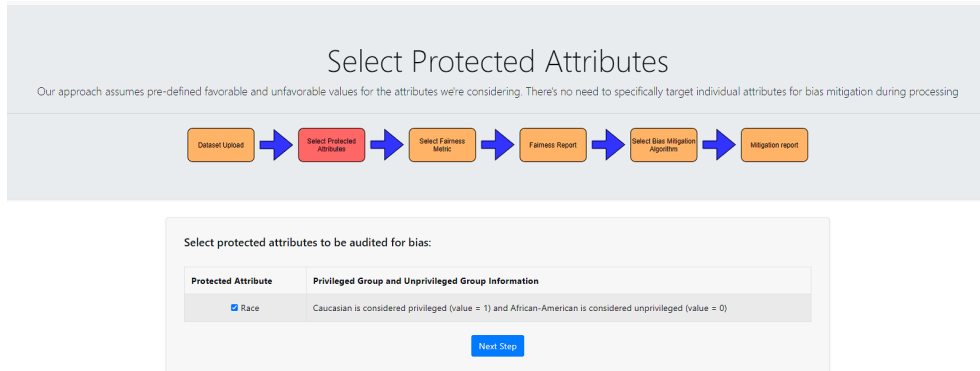 Select Protected Attributes
Our approach assumes pre-defined favorable and unfavorable values for the attributes we're considering. There's no need to specifically target individual attributes for bias mitigation during processing
Dataset Upload
Select Protected
Attributes
Select Fairness
Metric
Fairness Report
Select Bias Mitigation
Algorithm
Mitigation report
Select protected attributes to be audited for bias:
Protected Attribute Privileged Group and Unprivileged Group Information
Race Caucasian is considered privileged (value = 1) and African-American is considered unprivileged (value = 0)
Next Step